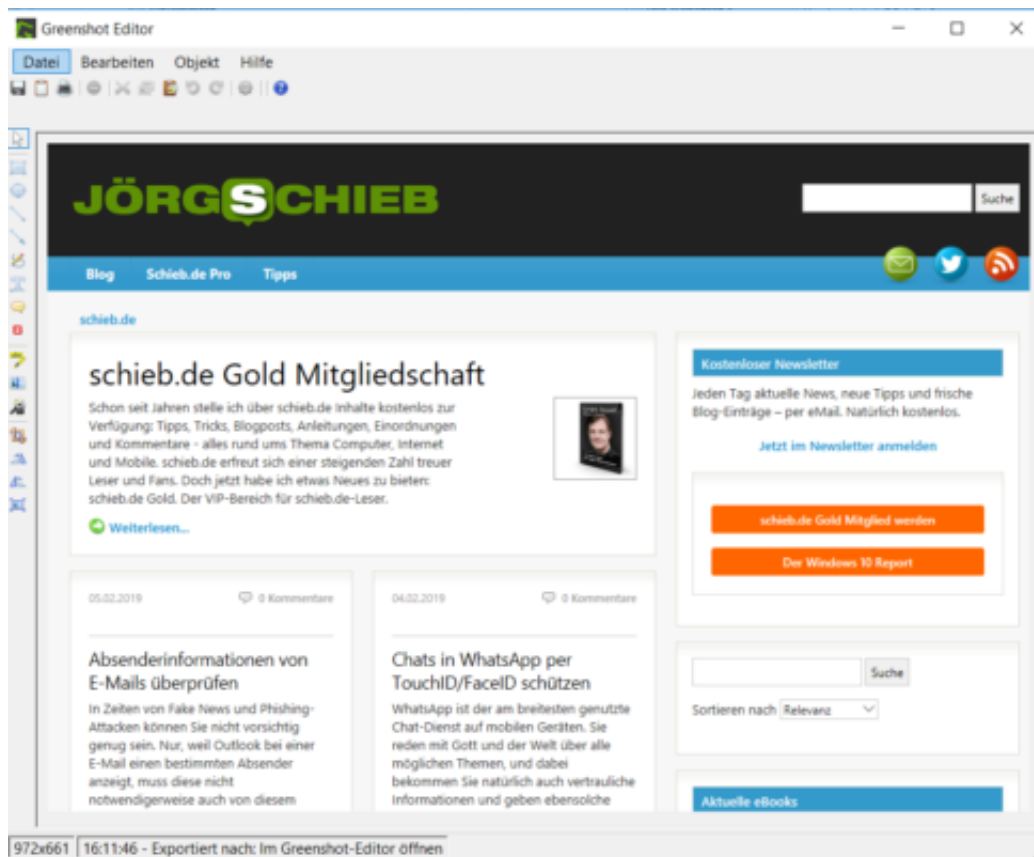 Greenshot Editor
Datei Bearbeiten Objekt Hilfe
JÖRGSCHIEB
Suche
Blog Schieb.de Pro Tipps
schieb.de
schieb.de Gold Mitgliedschaft
Schon seit Jahren stelle ich über schieb.de Inhalte kostenlos zur
Verfügung: Tipps, Tricks, Blogposts, Anleitungen, Einordnungen
und Kommentare - alles rund ums Thema Computer, Internet
und Mobile. schieb.de erfreut sich einer steigenden Zahl treuer
Leser und Fans. Doch jetzt habe ich etwas Neues zu bieten:
schieb.de Gold. Der VIP-Bereich für schieb.de-Leser.
Weiterlesen...
Kostenloser Newsletter
Jeden Tag aktuelle News, neue Tipps und frische
Blog-Einträge – per eMail. Natürlich kostenlos.
Jetzt im Newsletter anmelden
schieb.de Gold Mitglied werden
Der Windows 10 Report
05.02.2019 0 Kommentare
Absenderinformationen von
E-Mails überprüfen
In Zeiten von Fake News und Phishing-
Attacken können Sie nicht vorsichtig
genug sein. Nur, weil Outlook bei einer
E-Mail einen bestimmten Absender
anzeigt, muss diese nicht
notwendigerweise auch von diesem
04.02.2019 0 Kommentare
Chats in WhatsApp per
TouchID/FaceID schützen
WhatsApp ist der am breitesten genutzte
Chat-Dienst auf mobilen Geräten. Sie
reden mit Gott und der Welt über alle
möglichen Themen, und dabei
bekommen Sie natürlich auch vertrauliche
Informationen und geben ebensolche
Suche
Sortieren nach Relevanz
Aktuelle eBooks
972x661 16:11:46 - Exportiert nach: Im Greenshot-Editor öffnen